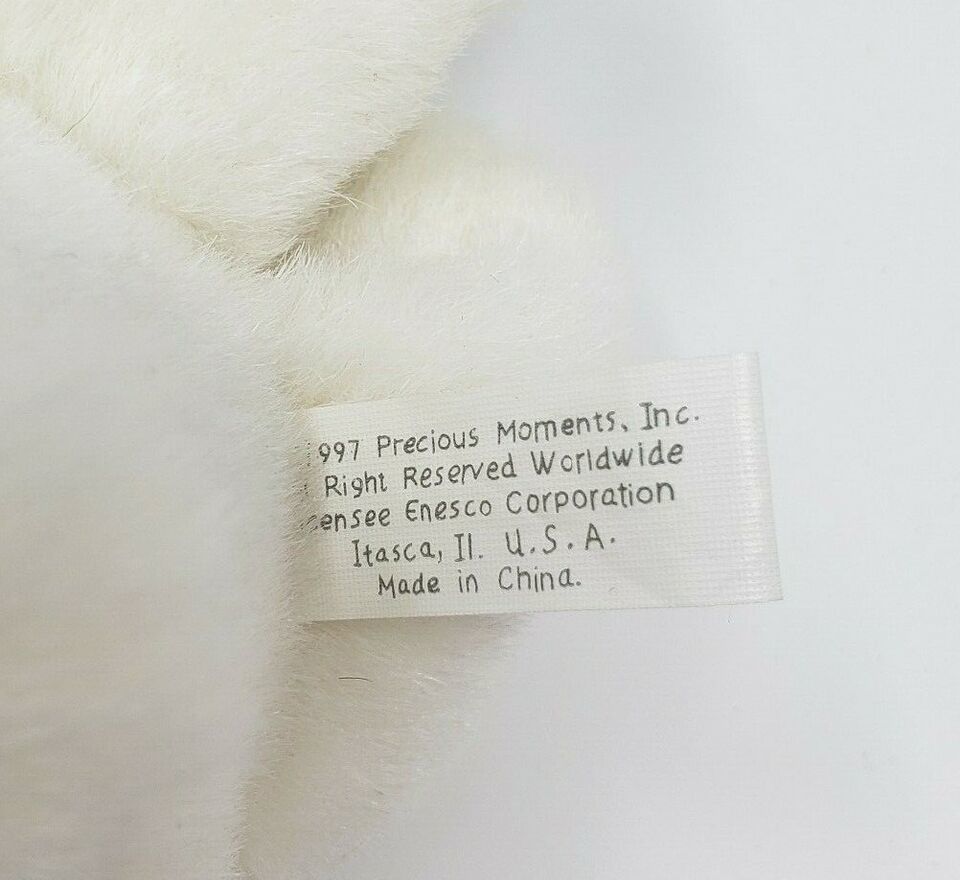 997 Precious Moments, Inc.
Right Reserved Worldwide
censee Enesco Corporation
Itasca, Il. U.S.A.
Made in China.